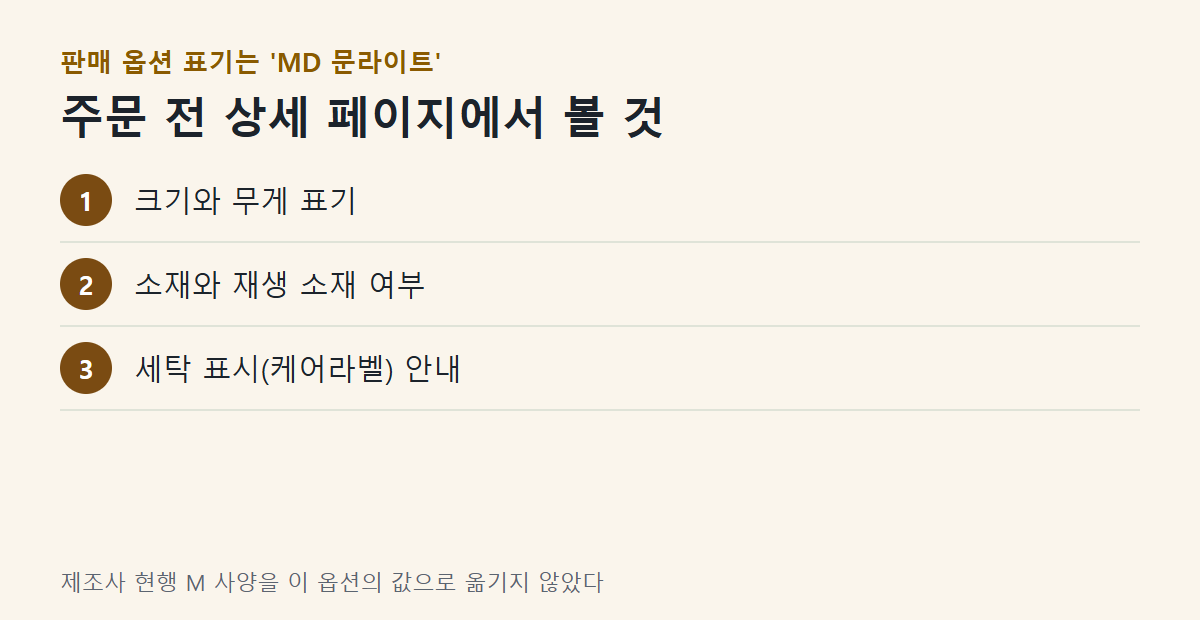 판매 옵션 표기는 'MD 문라이트'
주문 전 상세 페이지에서 볼 것
1 크기와 무게 표기
2 소재와 재생 소재 여부
3 세탁 표시(케어라벨) 안내
제조사 현행 M 사양을 이 옵션의 값으로 옮기지 않았다